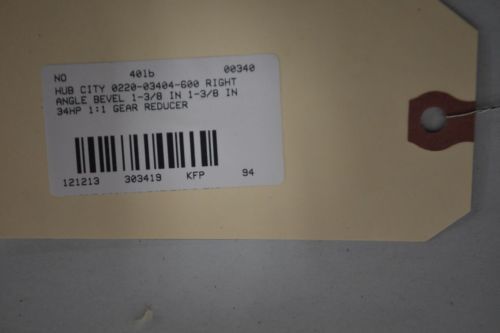 NO 401b 00340
HUB CITY 0220-03404-600 RIGHT
ANGLE BEVEL 1-3/8 IN 1-3/8 IN
34HP 1:1 GEAR REDUCER
121213 303419 KFP 94